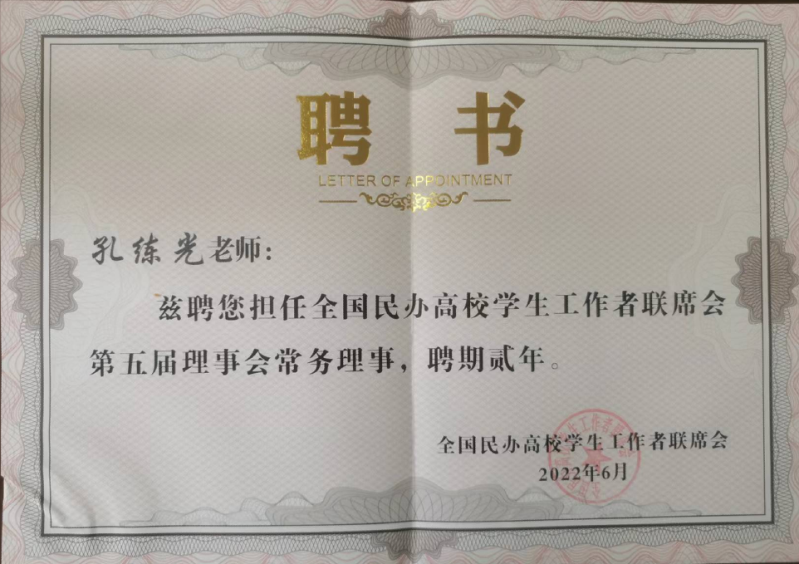 聘书
LETTER OF APPOINTMENT
孔练光老师：
兹聘您担任全国民办高校学生工作者联席会
第五届理事会常务理事，聘期贰年。
全国民办高校学生工作者联席会
2022年6月